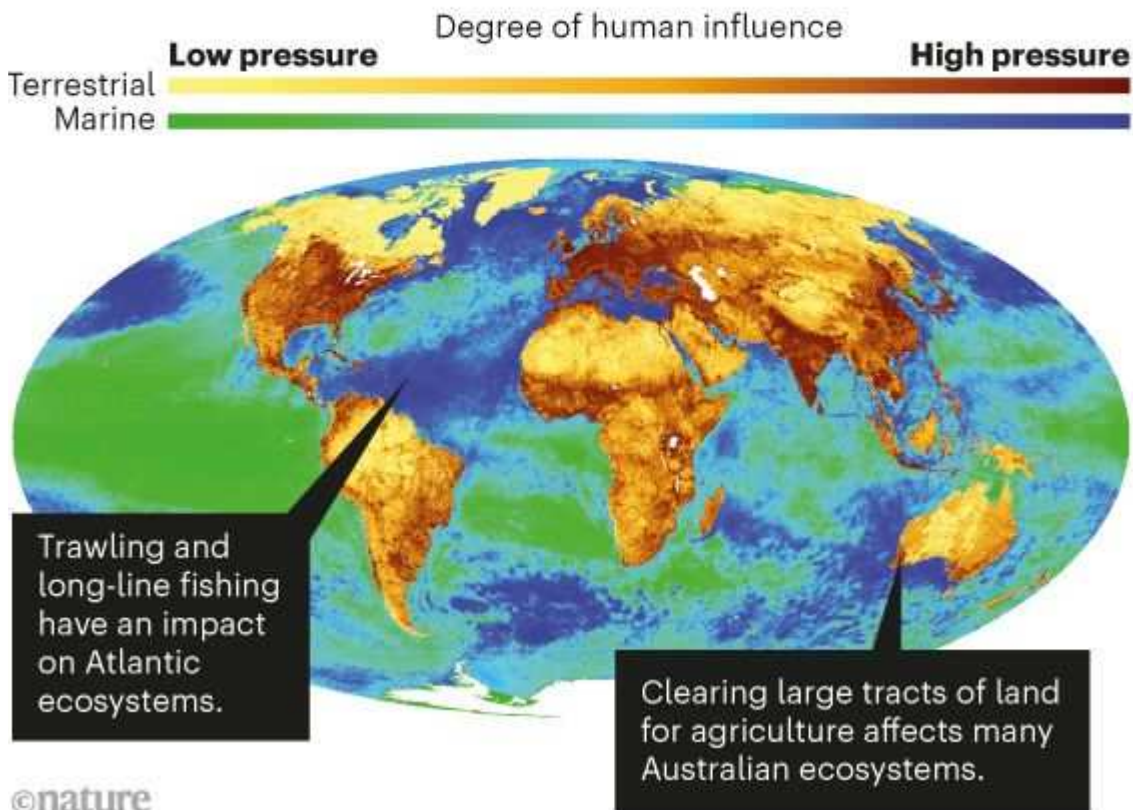 Degree of human influence
Low pressure
High pressure
Terrestrial
Marine
Trawling and
long-line fishing
have an impact
on Atlantic
ecosystems.
Clearing large tracts of land
for agriculture affects many
Australian ecosystems.
©nature